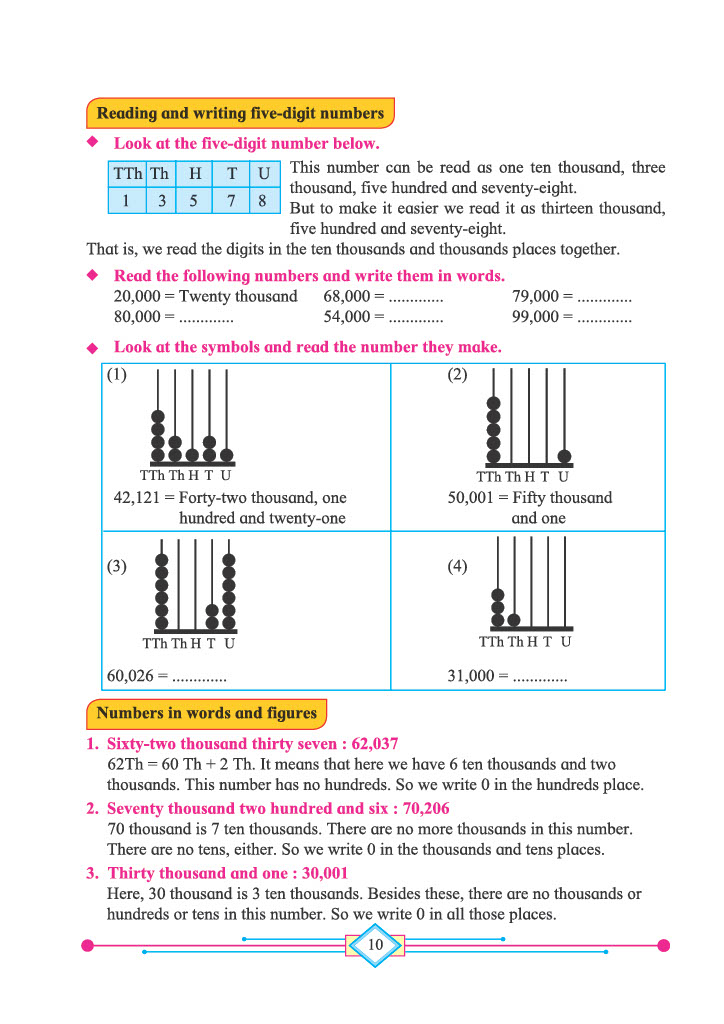 Reading and writing five-digit numbers
◆ Look at the five-digit number below.
TTh Th H T U
1 3 5 7 8
This number can be read as one ten thousand, three
thousand, five hundred and seventy-eight.
But to make it easier we read it as thirteen thousand,
five hundred and seventy-eight.
That is, we read the digits in the ten thousands and thousands places together.
◆ Read the following numbers and write them in words.
20,000 = Twenty thousand 68,000 = ............. 79,000 = .............
80,000 = ............. 54,000 = ............. 99,000 = .............
◆ Look at the symbols and read the number they make.
(1)
TTh Th H T U
42,121 = Forty-two thousand, one
hundred and twenty-one
(2)
TTh Th H T U
50,001 = Fifty thousand
and one
(3)
TTh Th H T U
60,026 = .............
(4)
TTh Th H T U
31,000 = .............
Numbers in words and figures
1. Sixty-two thousand thirty seven : 62,037
62Th = 60 Th + 2 Th. It means that here we have 6 ten thousands and two
thousands. This number has no hundreds. So we write 0 in the hundreds place.
2. Seventy thousand two hundred and six : 70,206
70 thousand is 7 ten thousands. There are no more thousands in this number.
There are no tens, either. So we write 0 in the thousands and tens places.
3. Thirty thousand and one : 30,001
Here, 30 thousand is 3 ten thousands. Besides these, there are no thousands or
hundreds or tens in this number. So we write 0 in all those places.
10